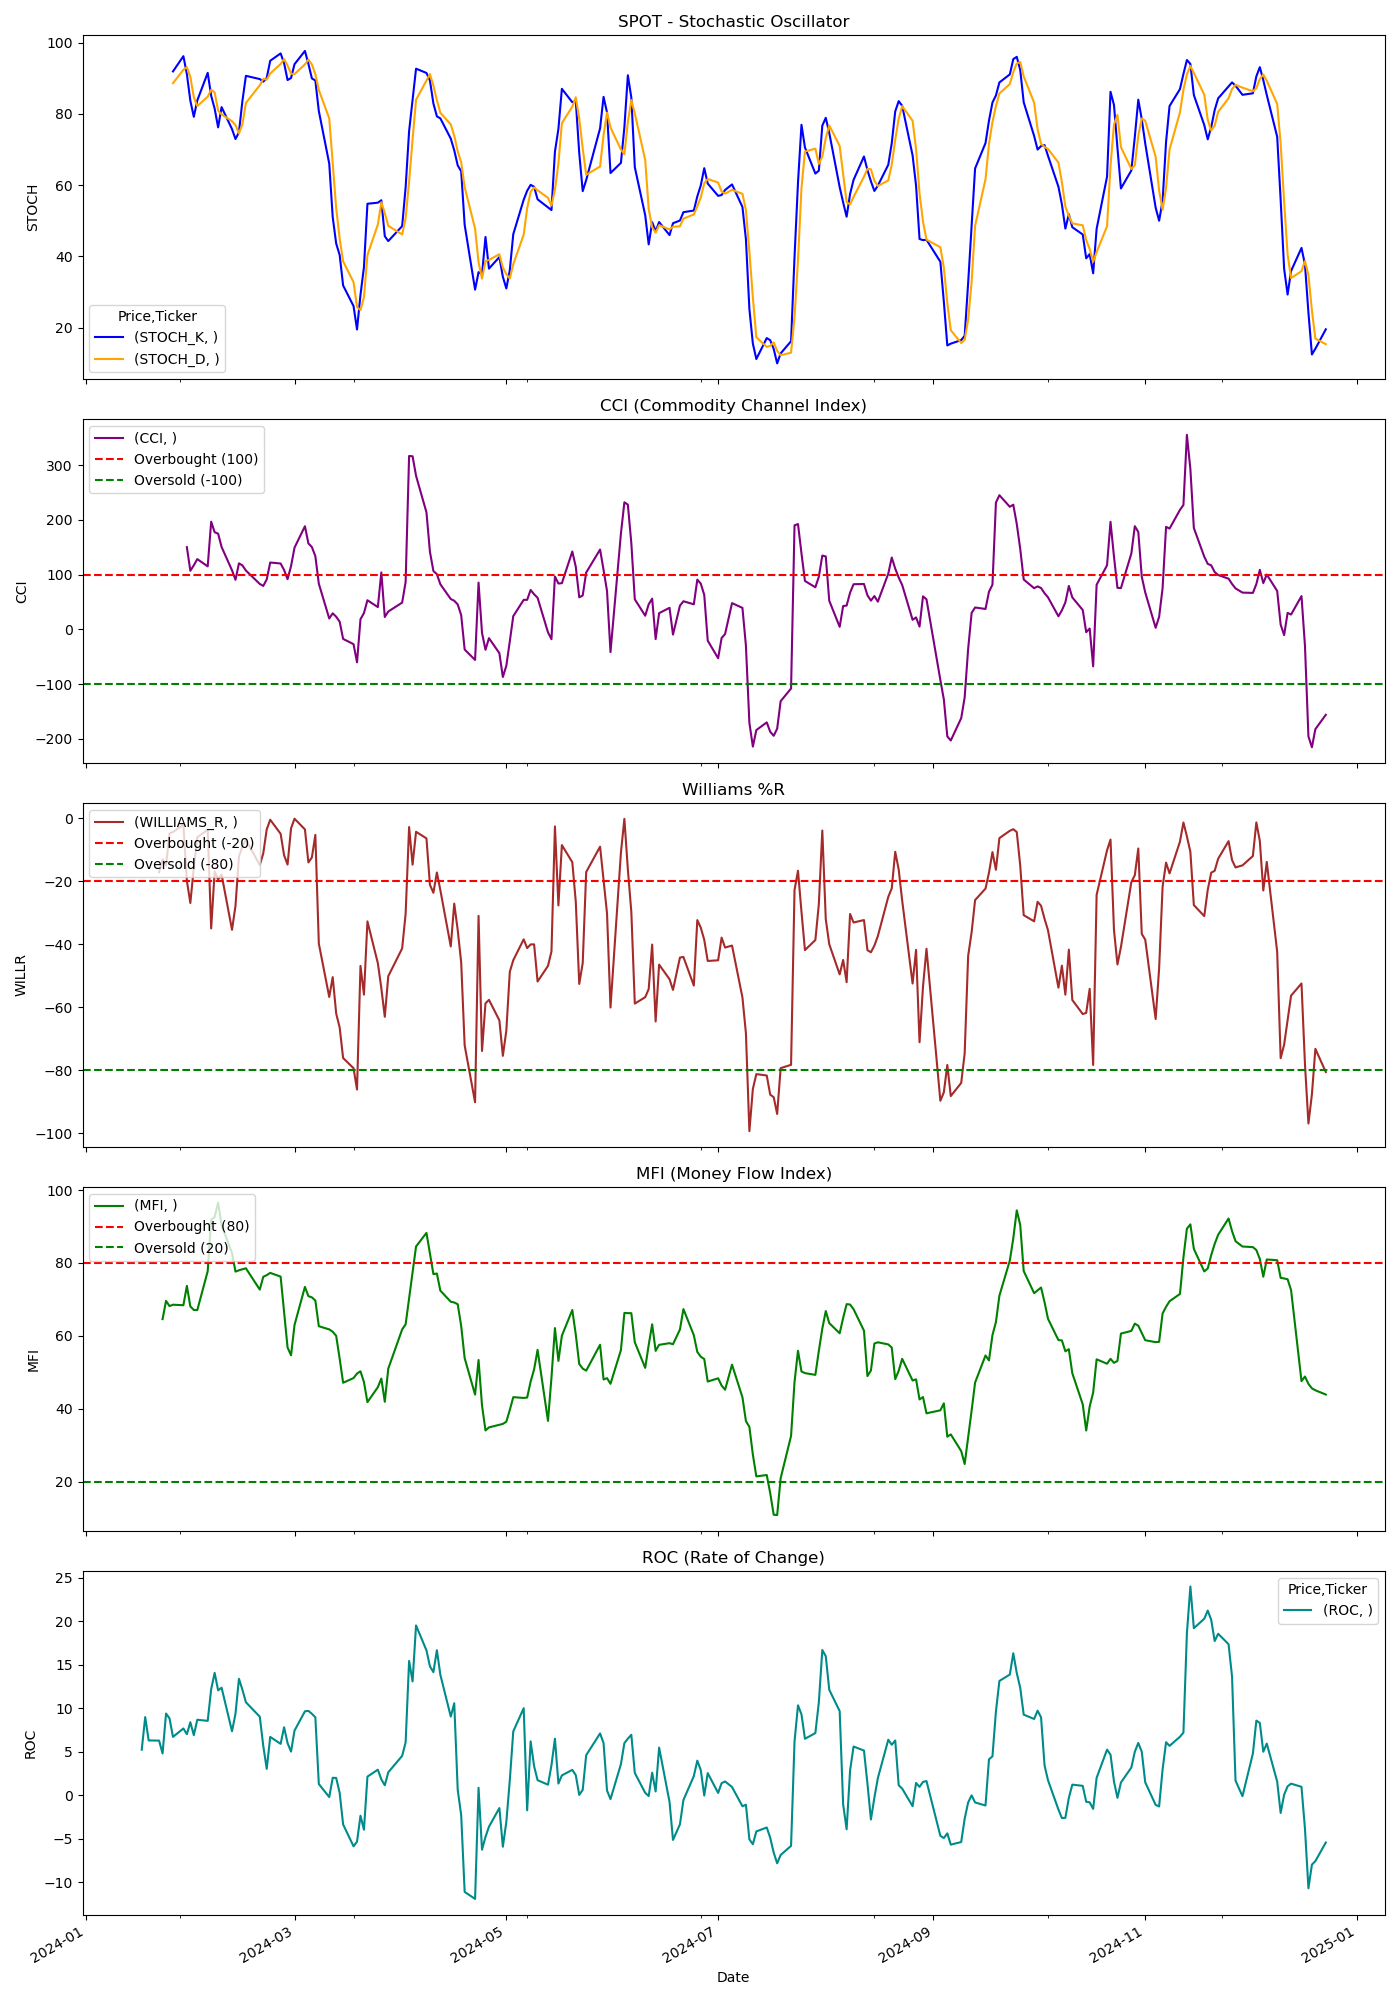 SPOT - Stochastic Oscillator
100
80
60
40
20
STOCH
Price,Ticker
(STOCH_K, )
(STOCH_D, )
CCI (Commodity Channel Index)
300
200
100
0
−100
−200
CCI
(CCI, )
Overbought (100)
Oversold (-100)
Williams %R
0
−20
−40
−60
−80
−100
WILLR
(WILLIAMS_R, )
Overbought (-20)
Oversold (-80)
MFI (Money Flow Index)
100
80
60
40
20
MFI
(MFI, )
Overbought (80)
Oversold (20)
ROC (Rate of Change)
25
20
15
10
5
0
−5
−10
ROC
Price,Ticker
(ROC, )
2024-01
2024-03
2024-05
2024-07
2024-09
2024-11
2025-01
Date